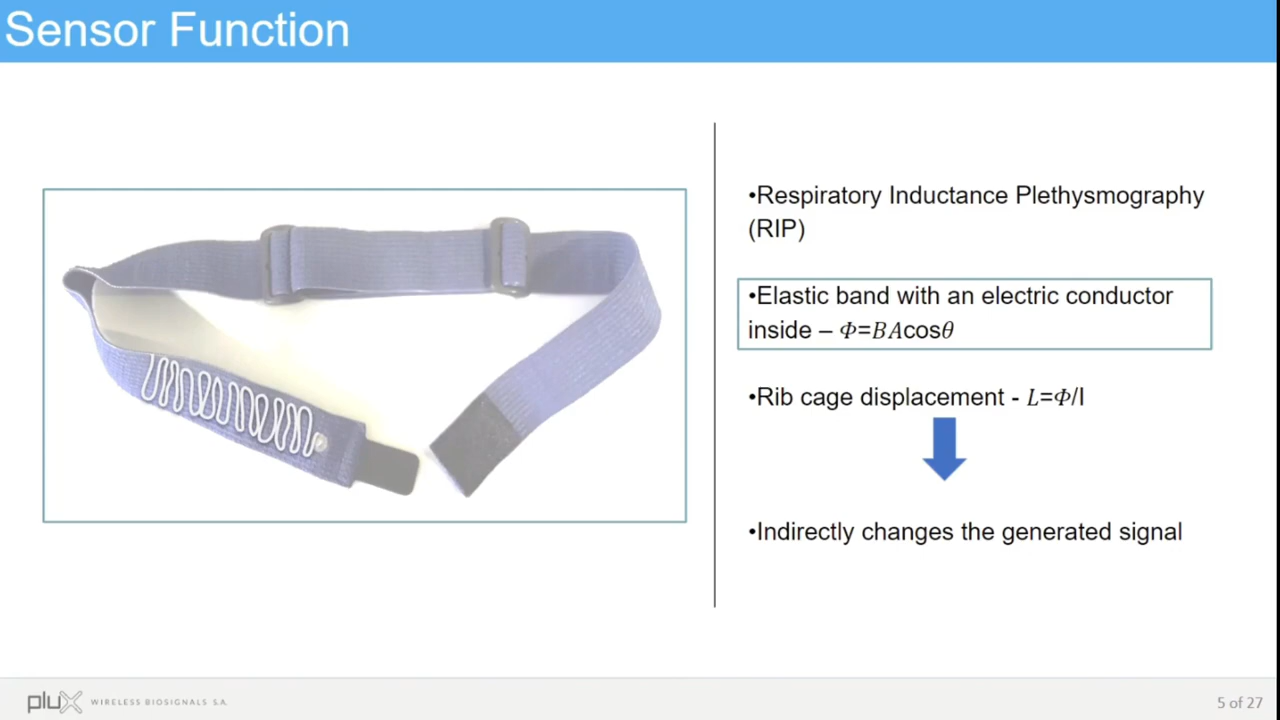 Sensor Function
•Respiratory Inductance Plethysmography
(RIP)
•Elastic band with an electric conductor
inside – Φ=BAcosθ
•Rib cage displacement - L=Φ/I
•Indirectly changes the generated signal
plux WIRELESS BIOSIGNALS S.A.
5 of 27